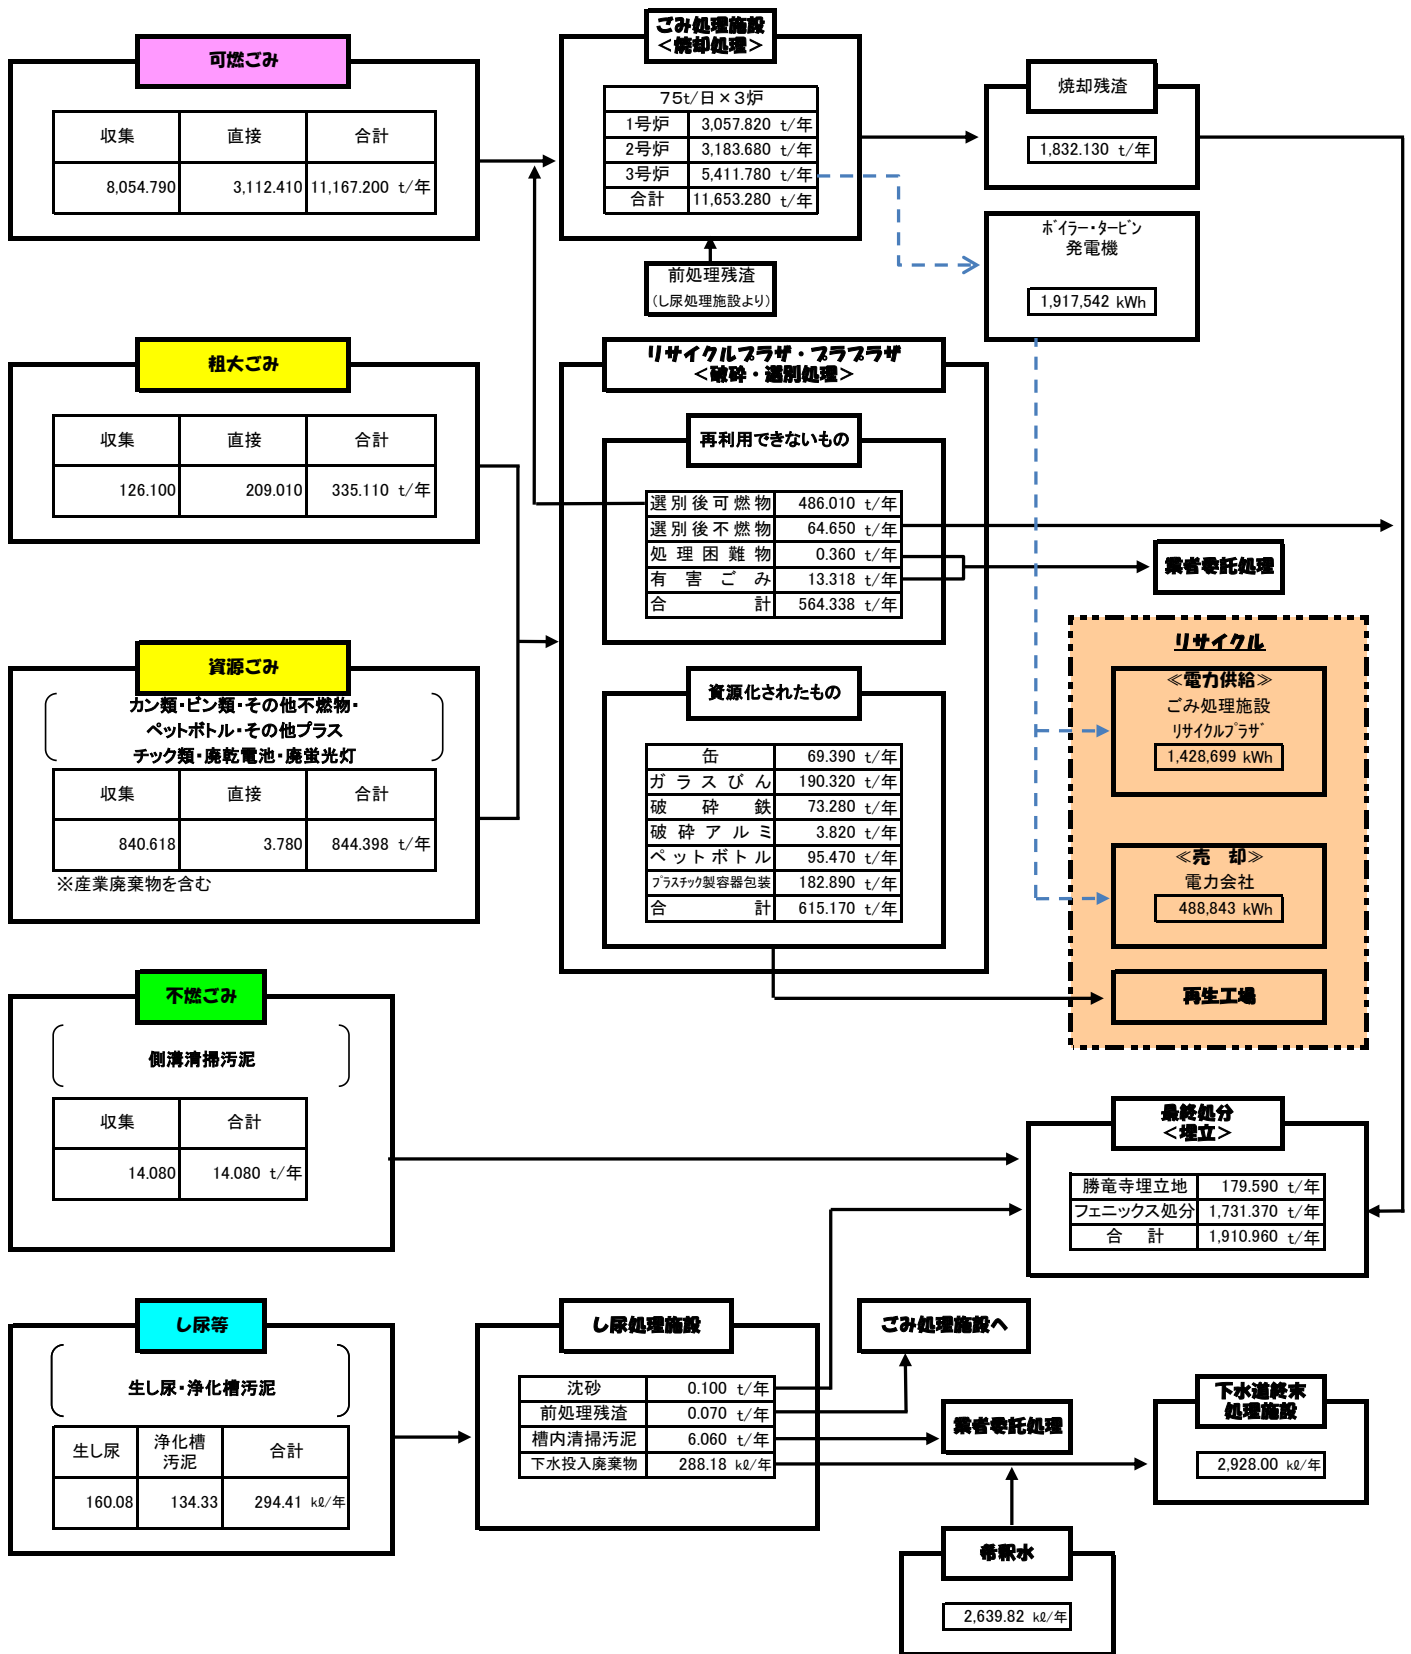 可燃ごみ
収集 直接 合計
8,054.790 3,112.410 11,167.200 t/年
ごみ処理施設
＜焼却処理＞
75t/日×3炉
1号炉 3,057.820 t/年
2号炉 3,183.680 t/年
3号炉 5,411.780 t/年
合計 11,653.280 t/年
前処理残渣
(し尿処理施設より)
焼却残渣
1,832.130 t/年
ﾎﾞｲﾗｰ･ﾀｰﾋﾞﾝ
発電機
1,917,542 kWh
粗大ごみ
収集 直接 合計
126.100 209.010 335.110 t/年
リサイクルプラザ・プラプラザ
＜破砕・選別処理＞
再利用できないもの
選別後可燃物 486.010 t/年
選別後不燃物 64.650 t/年
処理困難物 0.360 t/年
有害ごみ 13.318 t/年
合計 564.338 t/年
業者委託処理
資源ごみ
カン類・ビン類・その他不燃物・
ペットボトル・その他プラス
チック類・廃乾電池・廃蛍光灯
収集 直接 合計
840.618 3.780 844.398 t/年
※産業廃棄物を含む
資源化されたもの
缶 69.390 t/年
ガラスびん 190.320 t/年
破砕鉄 73.280 t/年
破砕アルミ 3.820 t/年
ペットボトル 95.470 t/年
ﾌﾟﾗｽﾁｯｸ製容器包装 182.890 t/年
合計 615.170 t/年
リサイクル
≪電力供給≫
ごみ処理施設
ﾘｻｲｸﾙﾌﾟﾗｻﾞ
1,428,699 kWh
≪売 却≫
電力会社
488,843 kWh
再生工場
不燃ごみ
側溝清掃汚泥
収集 合計
14.080 14.080 t/年
最終処分
＜埋立＞
勝竜寺埋立地 179.590 t/年
フェニックス処分 1,731.370 t/年
合 計 1,910.960 t/年
し尿等
生し尿・浄化槽汚泥
生し尿 浄化槽汚泥 合計
160.08 134.33 294.41 kℓ/年
し尿処理施設
沈砂 0.100 t/年
前処理残渣 0.070 t/年
槽内清掃汚泥 6.060 t/年
下水投入廃棄物 288.18 kℓ/年
ごみ処理施設へ
業者委託処理
下水道終末
処理施設
2,928.00 kℓ/年
希釈水
2,639.82 kℓ/年